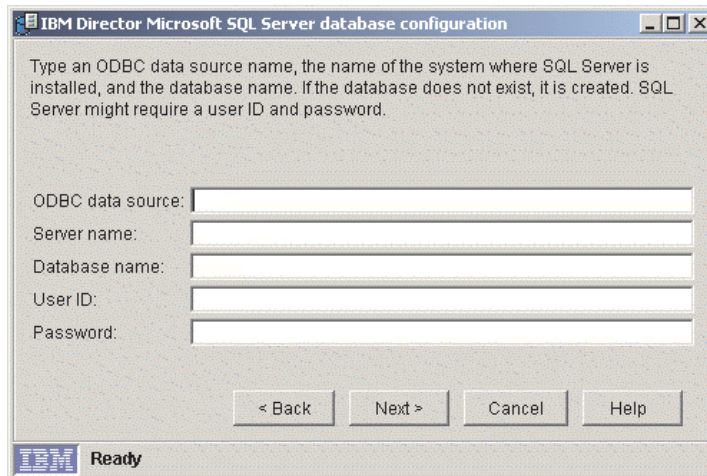 IBM Director Microsoft SQL Server database configuration
Type an ODBC data source name, the name of the system where SQL Server is
installed, and the database name. If the database does not exist, it is created. SQL
Server might require a user ID and password.
ODBC data source:
Server name:
Database name:
User ID:
Password:
< Back Next > Cancel Help
IBM Ready